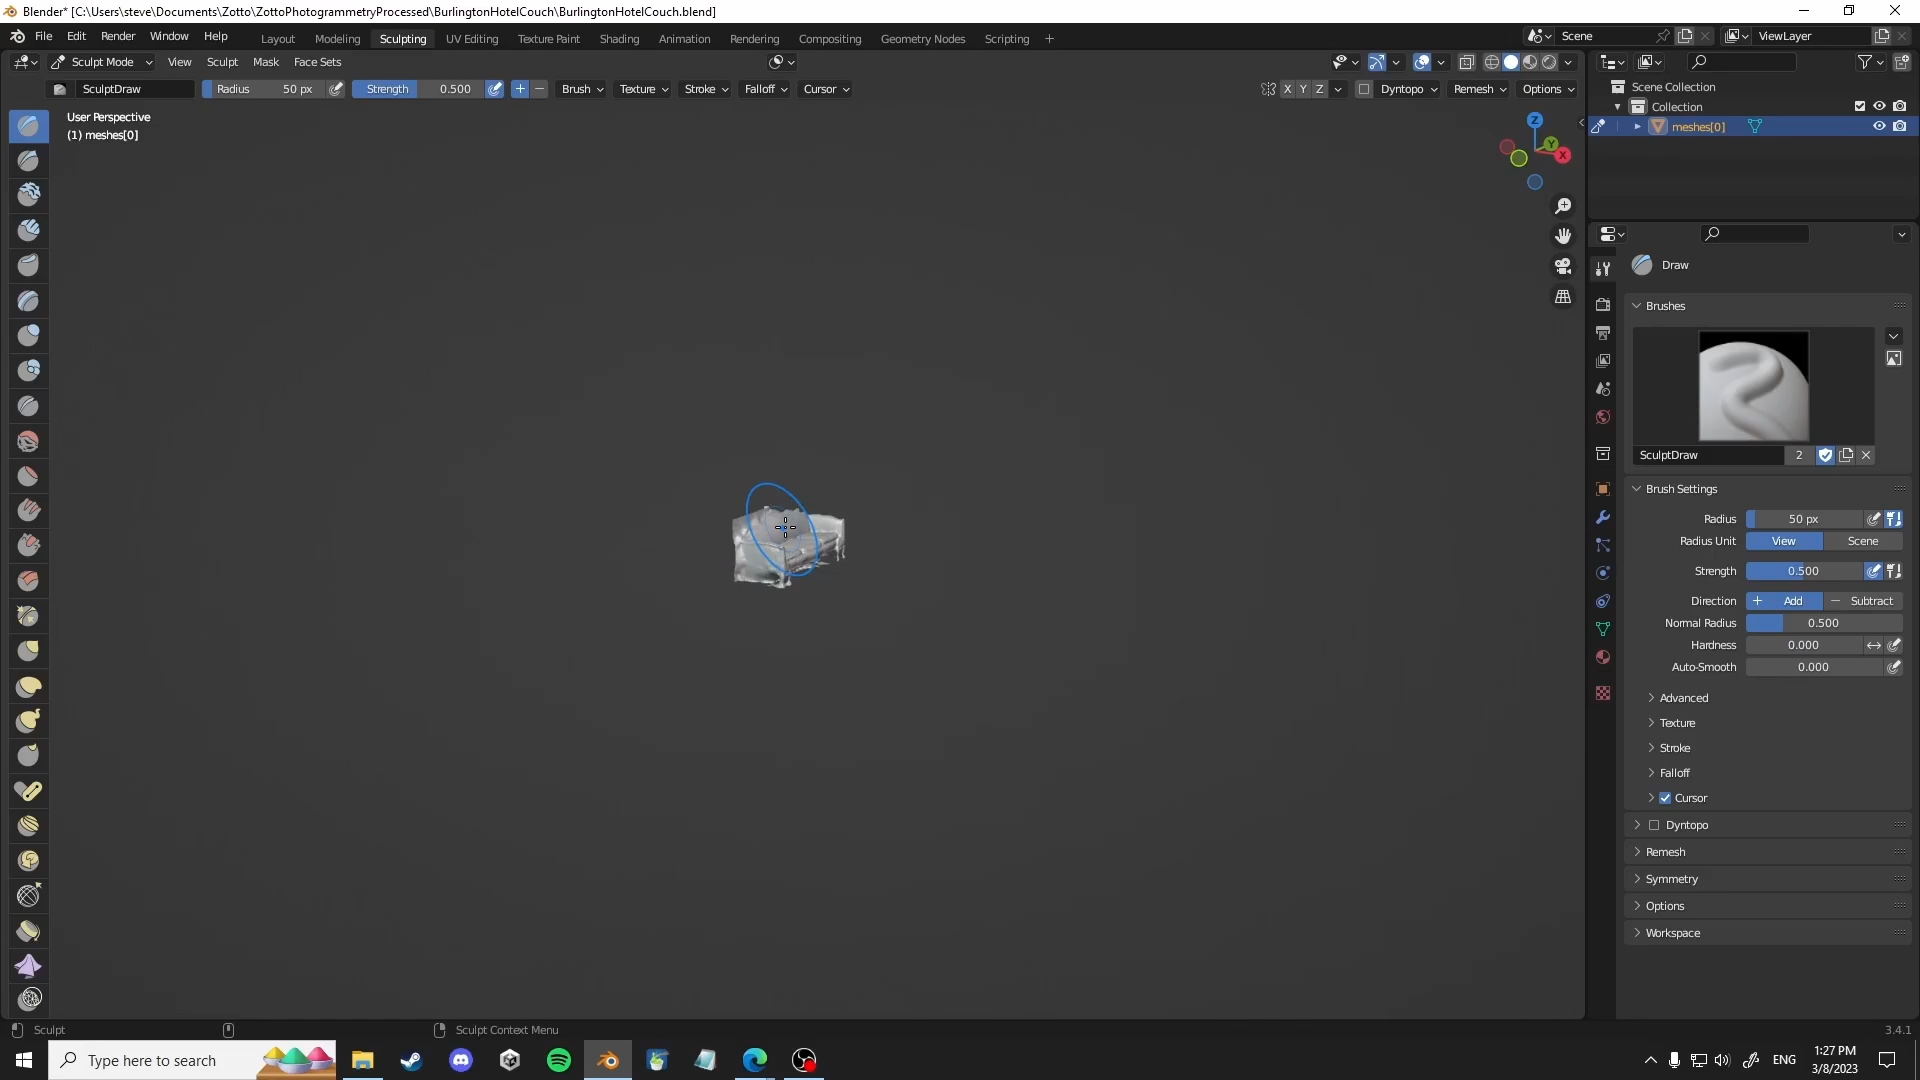 Blender* [C:\Users\steve\Documents\Zotto\ZottoPhotogrammetryProcessed\BurlingtonHotelCouch\BurlingtonHotelCouch.blend]
File Edit Render Window Help Layout Modeling Sculpting UV Editing Texture Paint Shading Animation Rendering Compositing Geometry Nodes Scripting + Scene ViewLayer
Sculpt Mode View Sculpt Mask Face Sets
SculptDraw Radius 50 px Strength 0.500 Brush Texture Stroke Falloff Cursor X Y Z Dyntopo Remesh Options
User Perspective
(1) meshes[0]
Z
Y
X
Scene Collection
Collection
meshes[0]
Draw
Brushes
SculptDraw 2
Brush Settings
Radius 50 px
Radius Unit View Scene
Strength 0.500
Direction + Add − Subtract
Normal Radius 0.500
Hardness 0.000
Auto-Smooth 0.000
Advanced
Texture
Stroke
Falloff
Cursor
Dyntopo
Remesh
Symmetry
Options
Workspace
Sculpt Sculpt Context Menu 3.4.1
Type here to search ENG 1:27 PM
3/8/2023